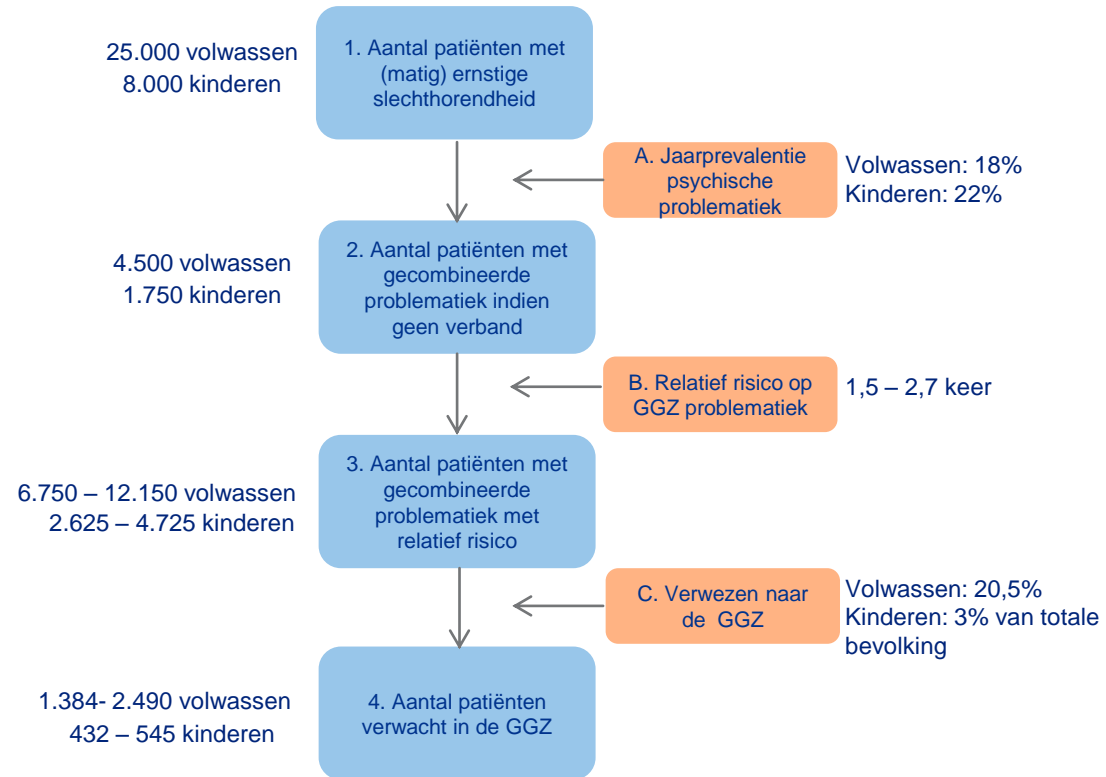 25.000 volwassen
8.000 kinderen
1. Aantal patiënten met
(matig) ernstige
slechthorendheid
A. Jaarprevalentie
psychische
problematiek
Volwassen: 18%
Kinderen: 22%
4.500 volwassen
1.750 kinderen
2. Aantal patiënten met
gecombineerde
problematiek indien
geen verband
B. Relatief risico op
GGZ problematiek
1,5 – 2,7 keer
6.750 – 12.150 volwassen
2.625 – 4.725 kinderen
3. Aantal patiënten met
gecombineerde
problematiek met
relatief risico
C. Verwezen naar
de GGZ
Volwassen: 20,5%
Kinderen: 3% van totale
bevolking
1.384- 2.490 volwassen
432 – 545 kinderen
4. Aantal patiënten
verwacht in de GGZ